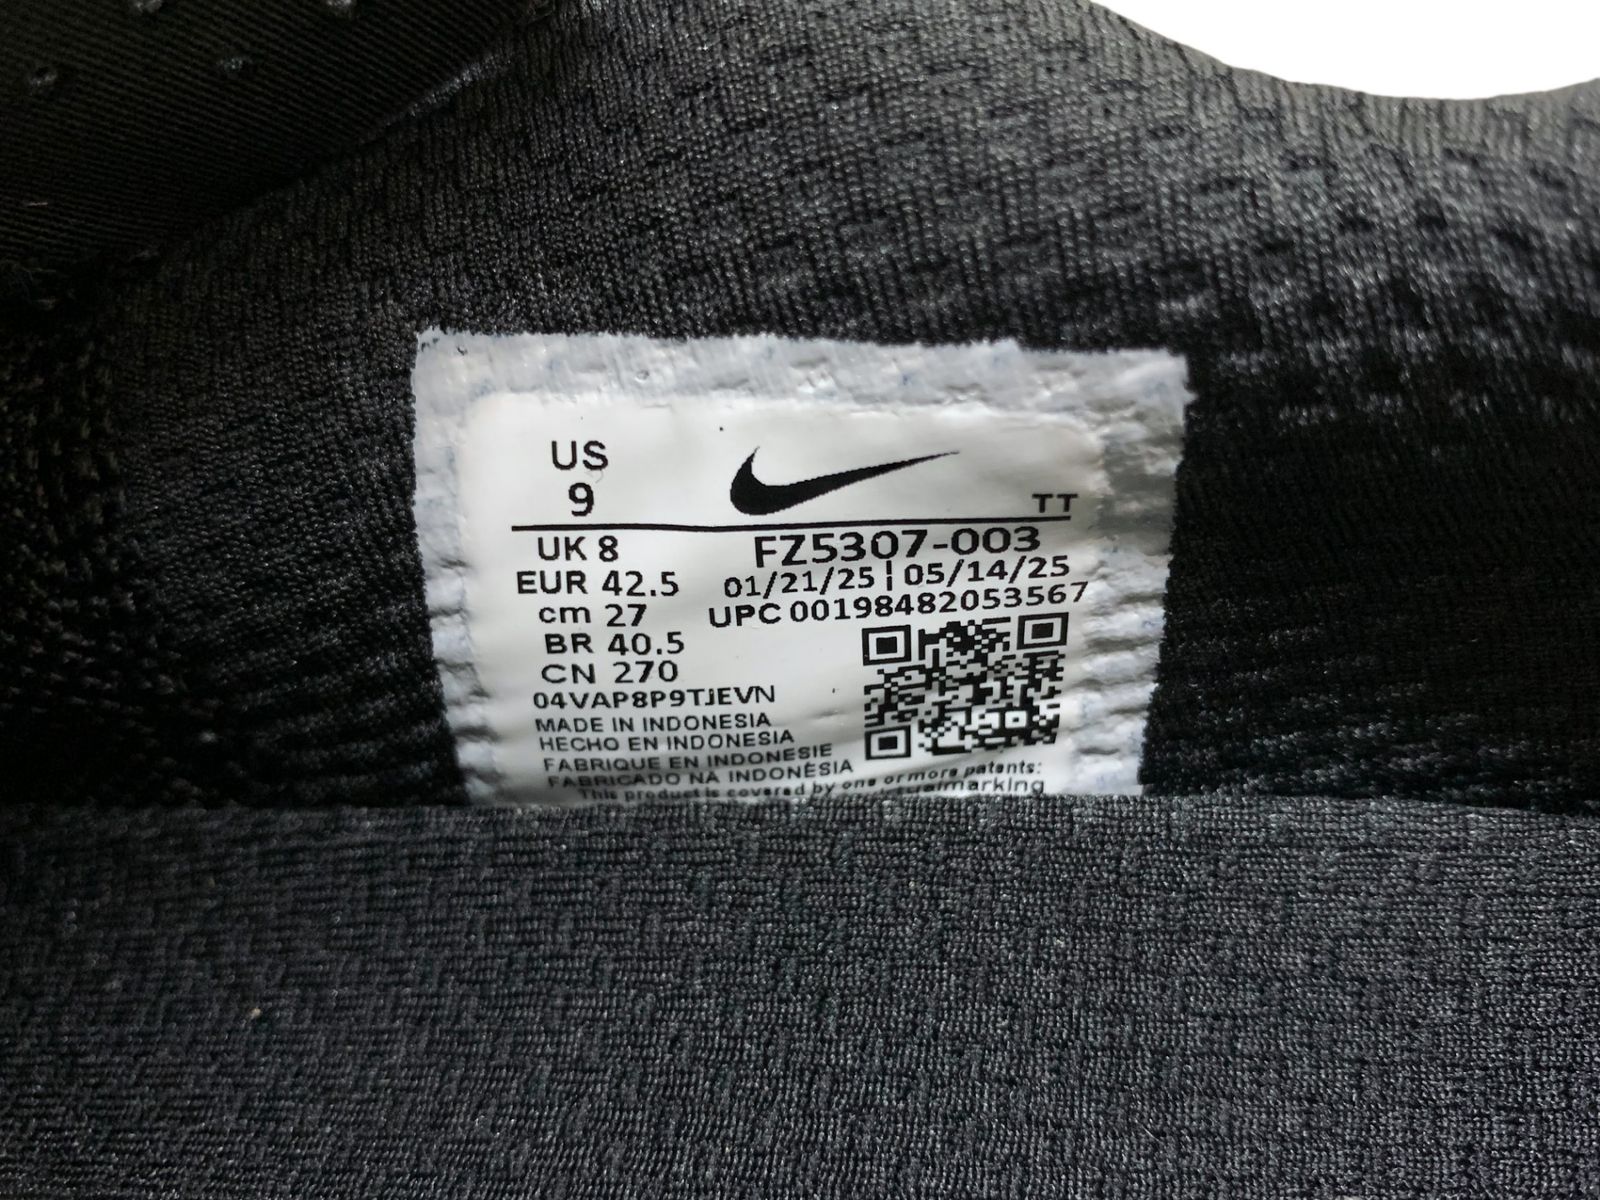 US
9
TT
UK 8
FZ5307-003
EUR 42.5
01/21/25 | 05/14/25
cm 27
UPC 00198482053567
BR 40.5
CN 270
04VAP8P9TJEVN
MADE IN INDONESIA
HECHO EN INDONESIA
FABRIQUE EN INDONESIE
FABRICADO NA INDONÉSIA
This product is covered by one or more patents:
marking